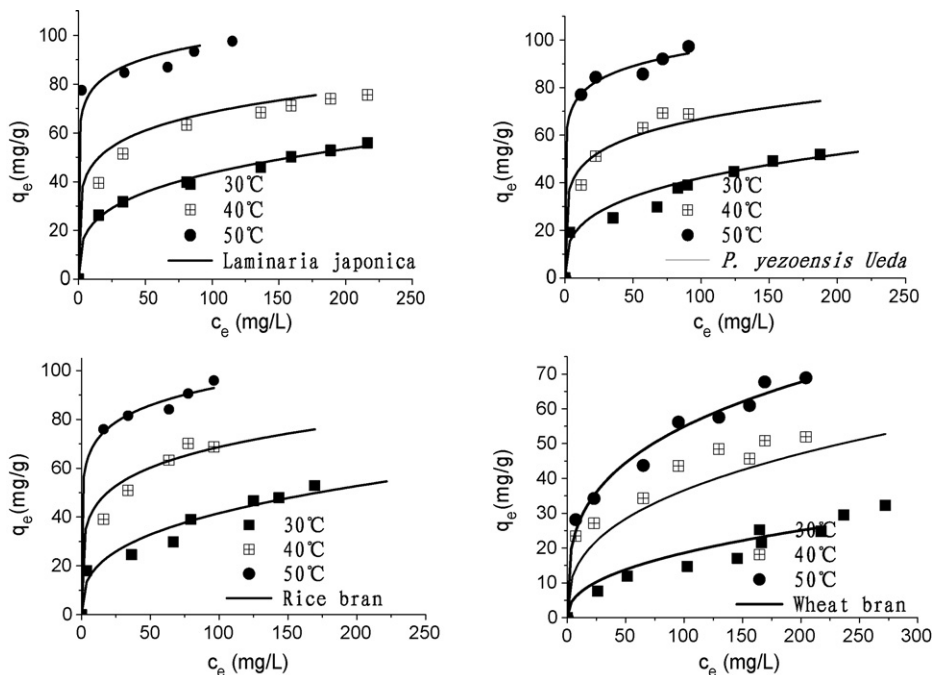 100
80
60
40
20
0
q_e (mg/g)
30℃
40℃
50℃
Laminaria japonica
0 50 100 150 200 250
c_e (mg/L)
100
80
60
40
20
0
q_e (mg/g)
30℃
40℃
50℃
P. yezoensis Ueda
0 50 100 150 200 250
c_e (mg/L)
100
80
60
40
20
0
q_e (mg/g)
30℃
40℃
50℃
Rice bran
0 50 100 150 200 250
c_e (mg/L)
70
60
50
40
30
20
10
0
q_e (mg/g)
30℃
40℃
50℃
Wheat bran
0 50 100 150 200 250 300
c_e (mg/L)